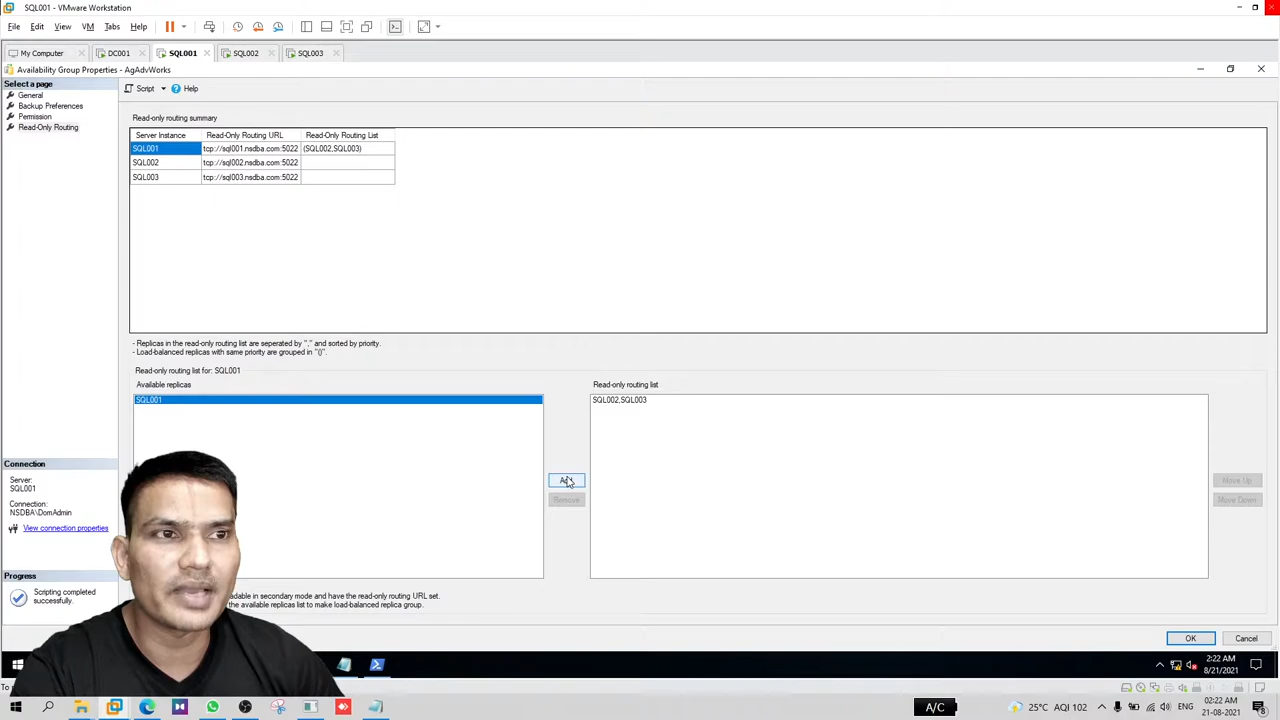 SQL001 - VMware Workstation
File Edit View VM Tabs Help
My Computer DC001 SQL001 SQL002 SQL003
Availability Group Properties - AgAdvWorks
Select a page
General
Backup Preferences
Permission
Read-Only Routing
Script Help
Read-only routing summary
Server Instance Read-Only Routing URL Read-Only Routing List
SQL001 tcp://sql001.nsdba.com:5022 (SQL002,SQL003)
SQL002 tcp://sql002.nsdba.com:5022
SQL003 tcp://sql003.nsdba.com:5022
- Replicas in the read-only routing list are seperated by "," and sorted by priority.
- Load-balanced replicas with same priority are grouped in "()".
Read-only routing list for: SQL001
Available replicas Read-only routing list
SQL001 SQL002,SQL003
Remove
Move Up
Move Down
Connection
Server:
SQL001
Connection:
NSDBA\DomAdmin
View connection properties
Progress
Scripting completed
successfully.
in secondary mode and have the read-only routing URL set.
the available replicas list to make load-balanced replica group.
OK Cancel
2:22 AM
8/21/2021
To
A/C
25°C AQI 102
ENG
02:22 AM
21-08-2021